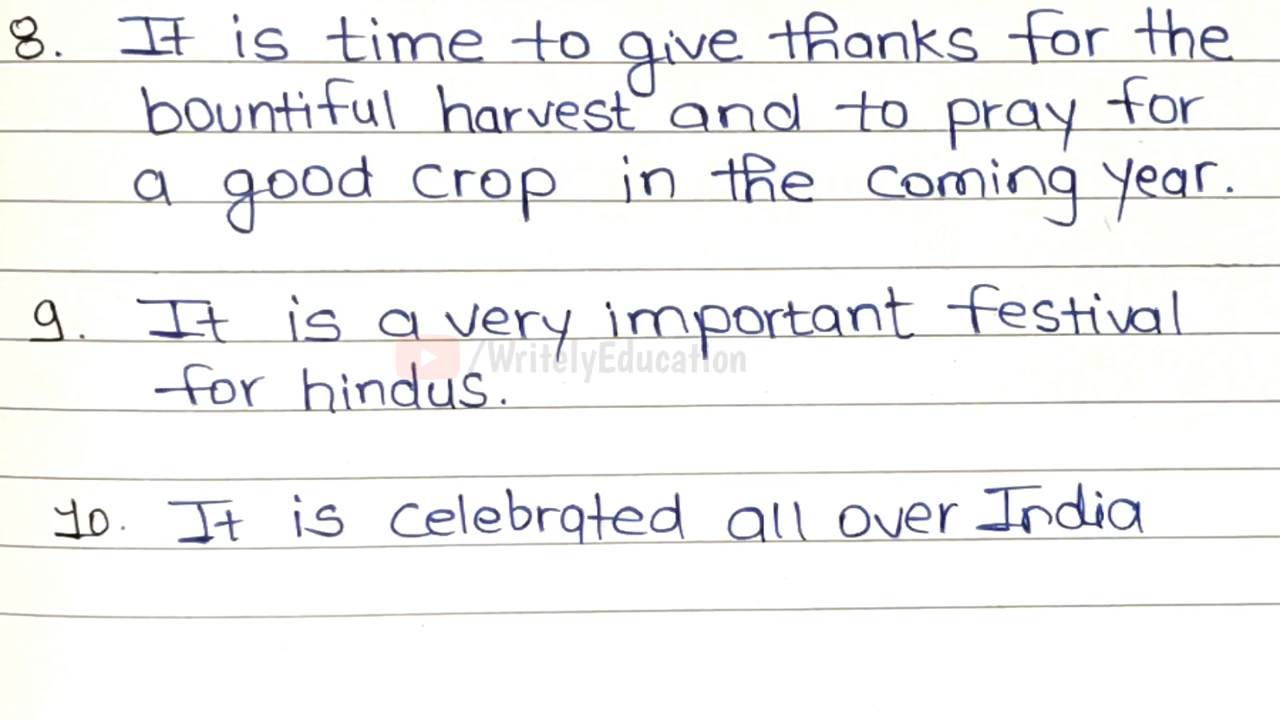 8. It is time to give thanks for the
bountiful harvest and to pray for
a good crop in the coming year.
9. It is a very important festival
/WritelyEducation
for hindus.
10. It is celebrated all over India